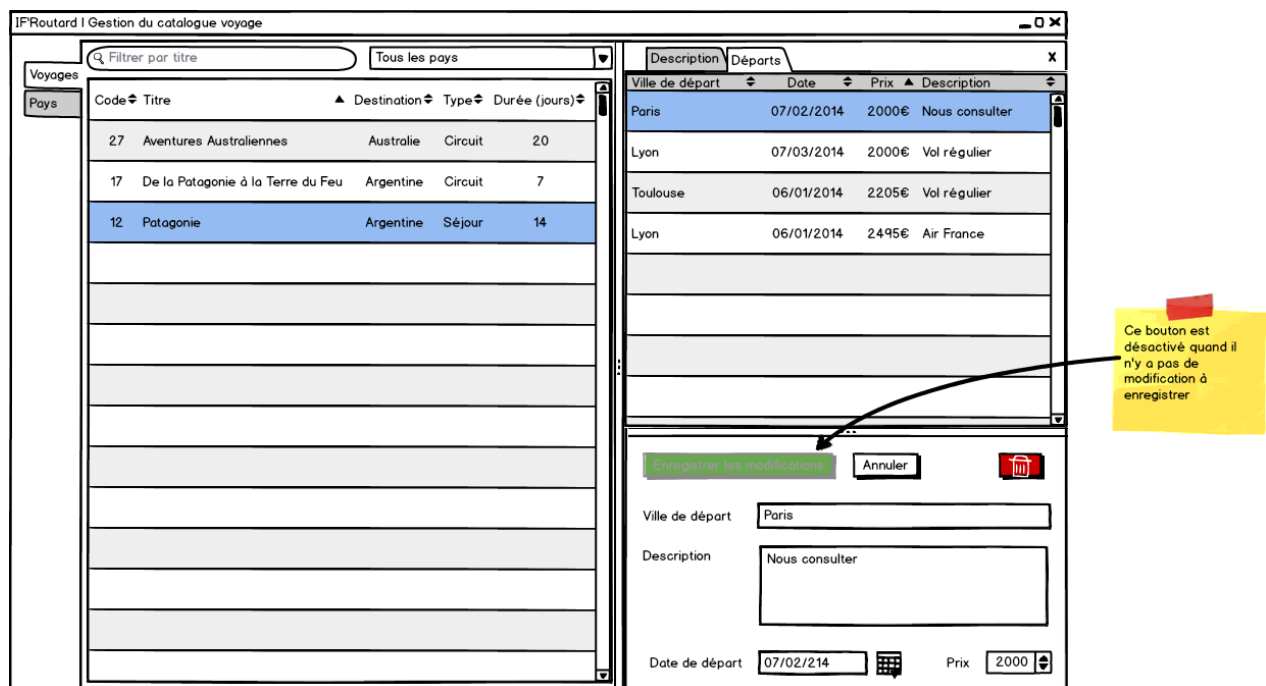 IF'Routard | Gestion du catalogue voyage
Voyages
Pays
Filtrer par titre
Tous les pays
Code Titre Destination Type Durée (jours)
27 Aventures Australiennes Australie Circuit 20
17 De la Patagonie à la Terre du Feu Argentine Circuit 7
12 Patagonie Argentine Séjour 14
Description Départs x
Ville de départ Date Prix Description
Paris 07/02/2014 2000€ Nous consulter
Lyon 07/03/2014 2000€ Vol régulier
Toulouse 06/01/2014 2205€ Vol régulier
Lyon 06/01/2014 2495€ Air France
Enregistrer les modifications Annuler
Ville de départ Paris
Description Nous consulter
Date de départ 07/02/214 Prix 2000
Ce bouton est
désactivé quand il
n'y a pas de
modification à
enregistrer